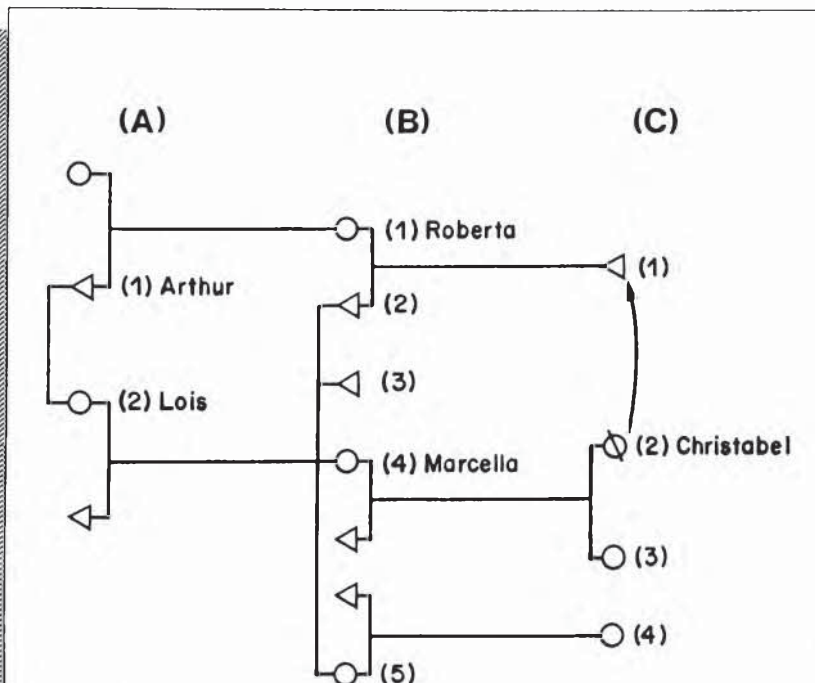 (A) (B) (C)
(1) Roberta
(1)
(1) Arthur
(2)
(3)
(2) Lois
(2) Christabel
(4) Marcella
(3)
(4)
(5)